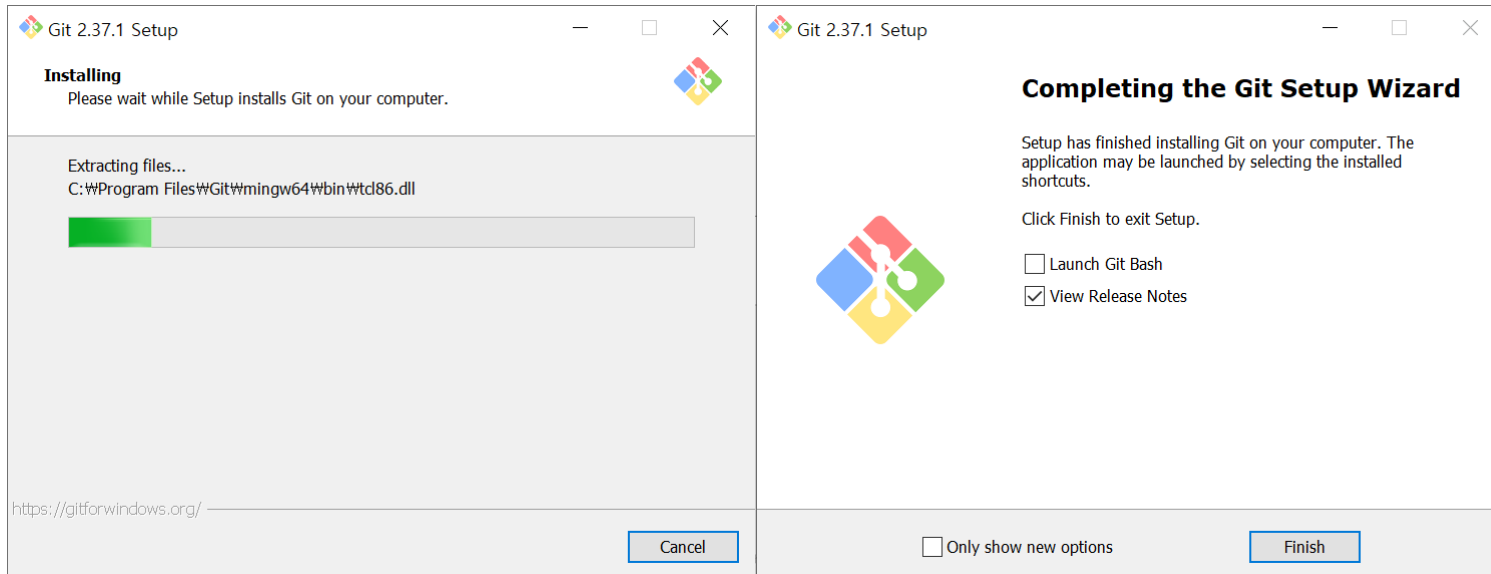 Git 2.37.1 Setup
Installing
Please wait while Setup installs Git on your computer.
Extracting files...
C:₩Program Files₩Git₩mingw64₩bin₩tcl86.dll
https://gitforwindows.org/
Cancel
Git 2.37.1 Setup
Completing the Git Setup Wizard
Setup has finished installing Git on your computer. The
application may be launched by selecting the installed
shortcuts.
Click Finish to exit Setup.
Launch Git Bash
View Release Notes
Only show new options
Finish